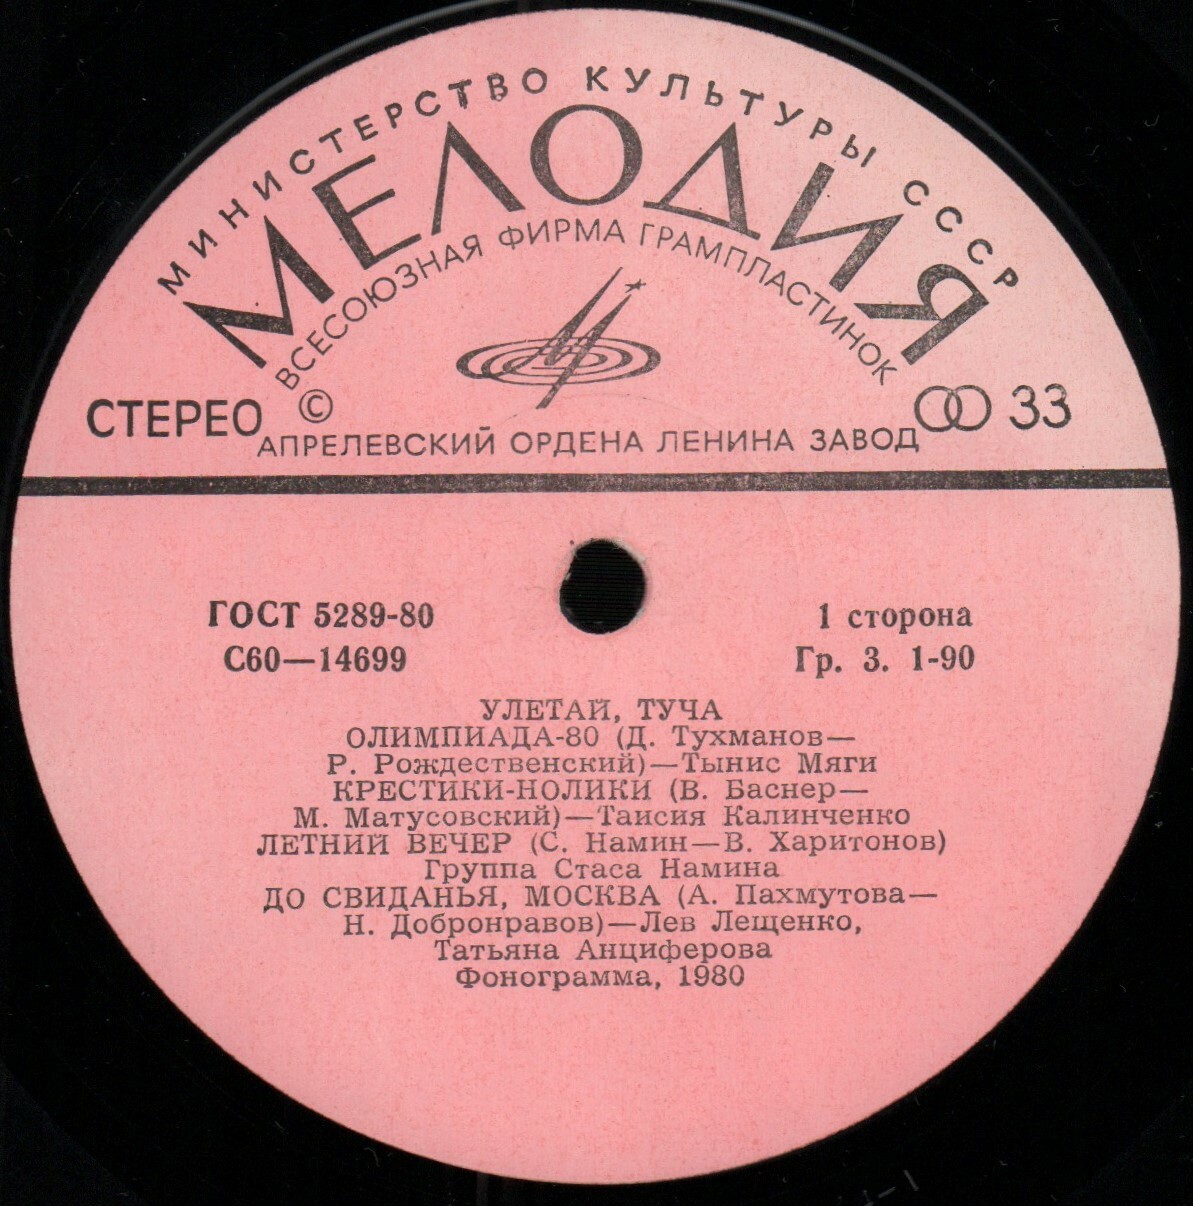 МИНИСТЕРСТВО КУЛЬТУРЫ СССР
МЕЛОДИЯ
ВСЕСОЮЗНАЯ ФИРМА ГРАМПЛАСТИНОК
СТЕРЕО ©
33
АПРЕЛЕВСКИЙ ОРДЕНА ЛЕНИНА ЗАВОД
ГОСТ 5289-80
1 сторона
С60—14699
Гр. 3. 1-90
УЛЕТАЙ, ТУЧА
ОЛИМПИАДА-80 (Д. Тухманов—
Р. Рождественский)—Тынис Мяги
КРЕСТИКИ-НОЛИКИ (В. Баснер—
М. Матусовский)—Таисия Калинченко
ЛЕТНИЙ ВЕЧЕР (С. Намин—В. Харитонов)
Группа Стаса Намина
ДО СВИДАНЬЯ, МОСКВА (А. Пахмутова—
Н. Добронравов)—Лев Лещенко,
Татьяна Анциферова
Фонограмма, 1980